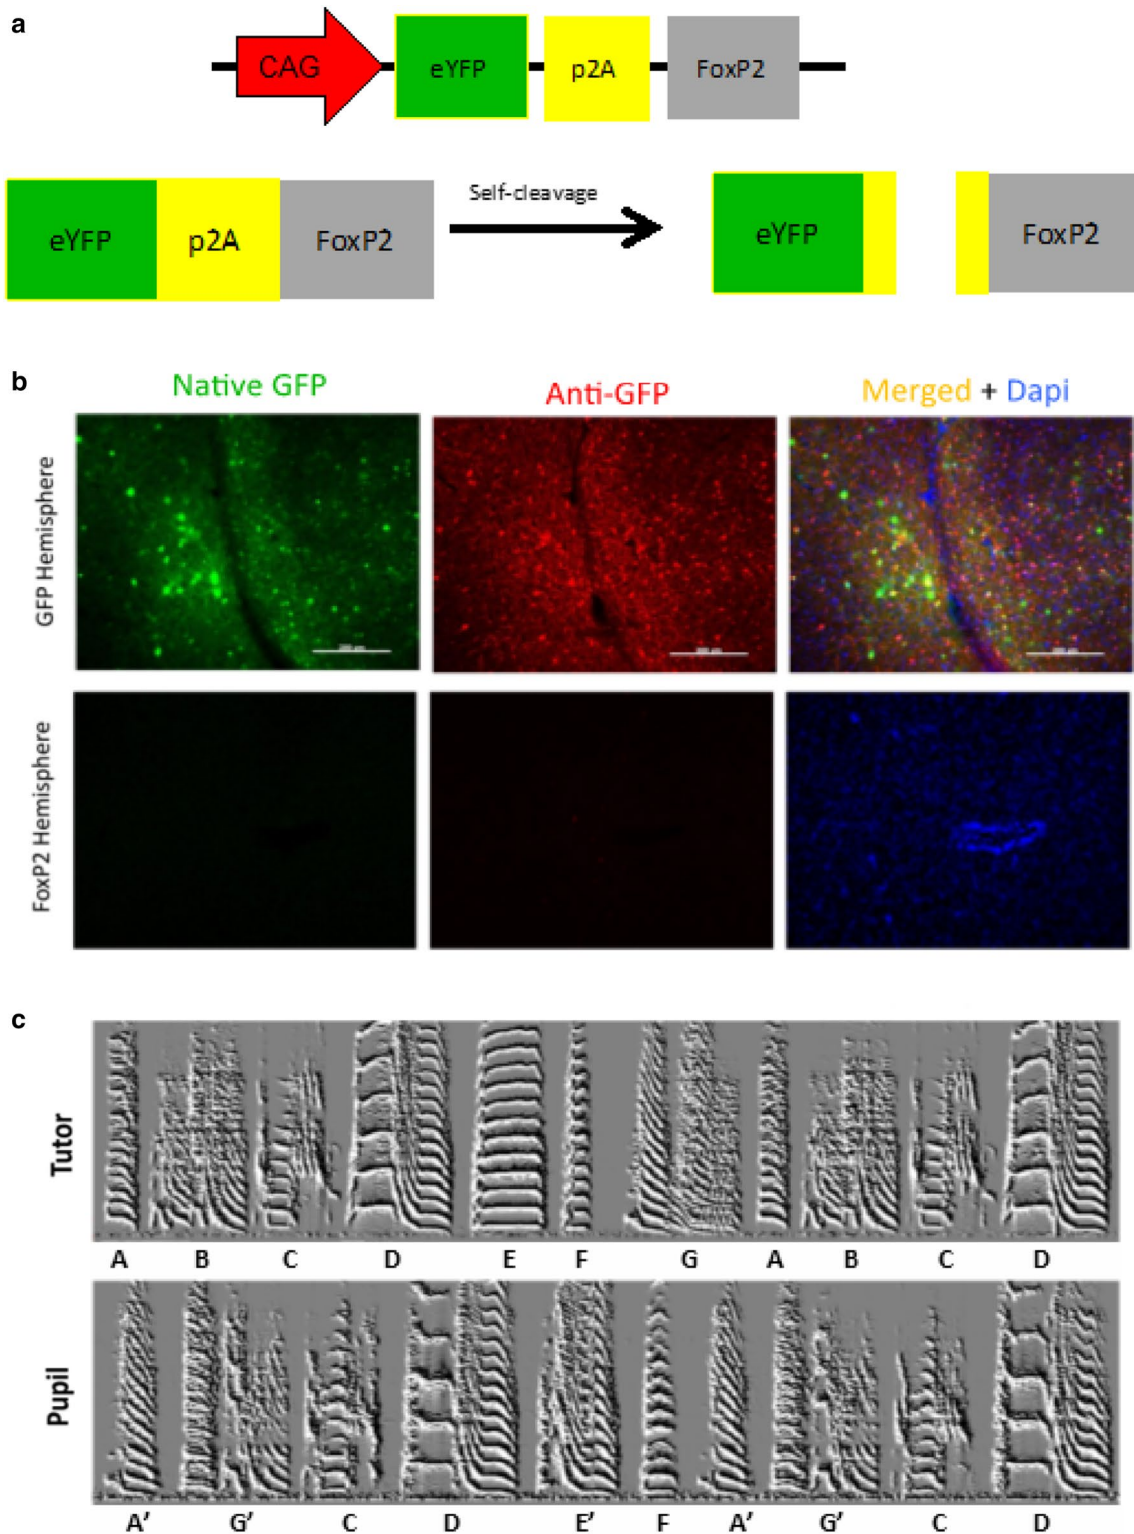 a
CAG eYFP p2A FoxP2
eYFP p2A FoxP2 Self-cleavage eYFP FoxP2
b
Native GFP Anti-GFP Merged + Dapi
GFP Hemisphere
FoxP2 Hemisphere
c
Tutor
A B C D E F G A B C D
Pupil
A' G' C D E' F A' G' C D